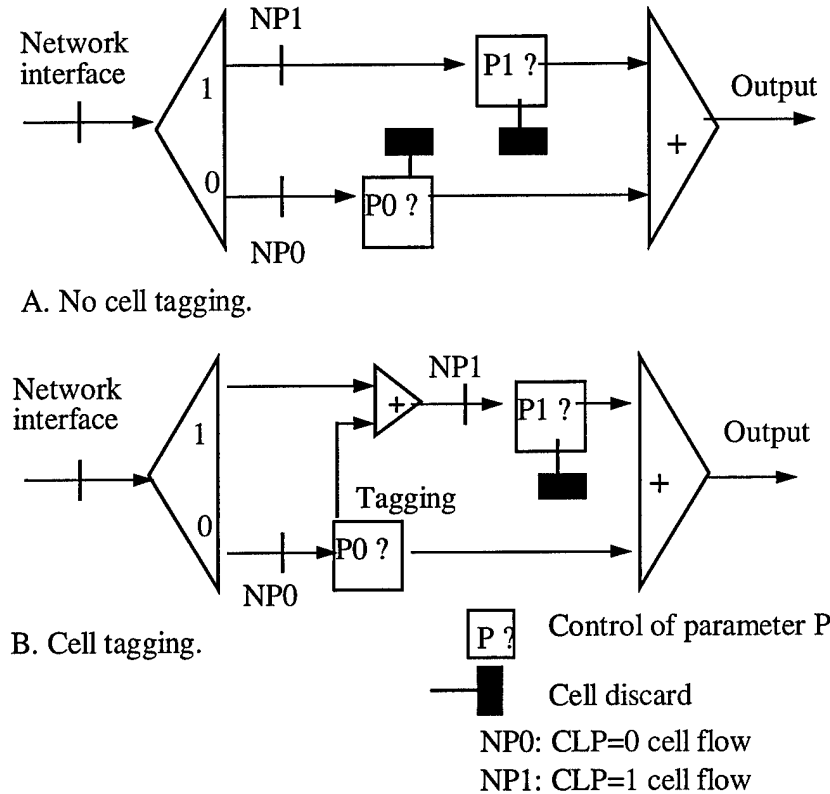 NP1
Network
interface
1
P1 ?
Output
+
0
P0 ?
NP0
A. No cell tagging.
Network
interface
NP1
+
P1 ?
1
Output
Tagging
+
0
P0 ?
NP0
B. Cell tagging.
P ?
Control of parameter P
Cell discard
NP0: CLP=0 cell flow
NP1: CLP=1 cell flow